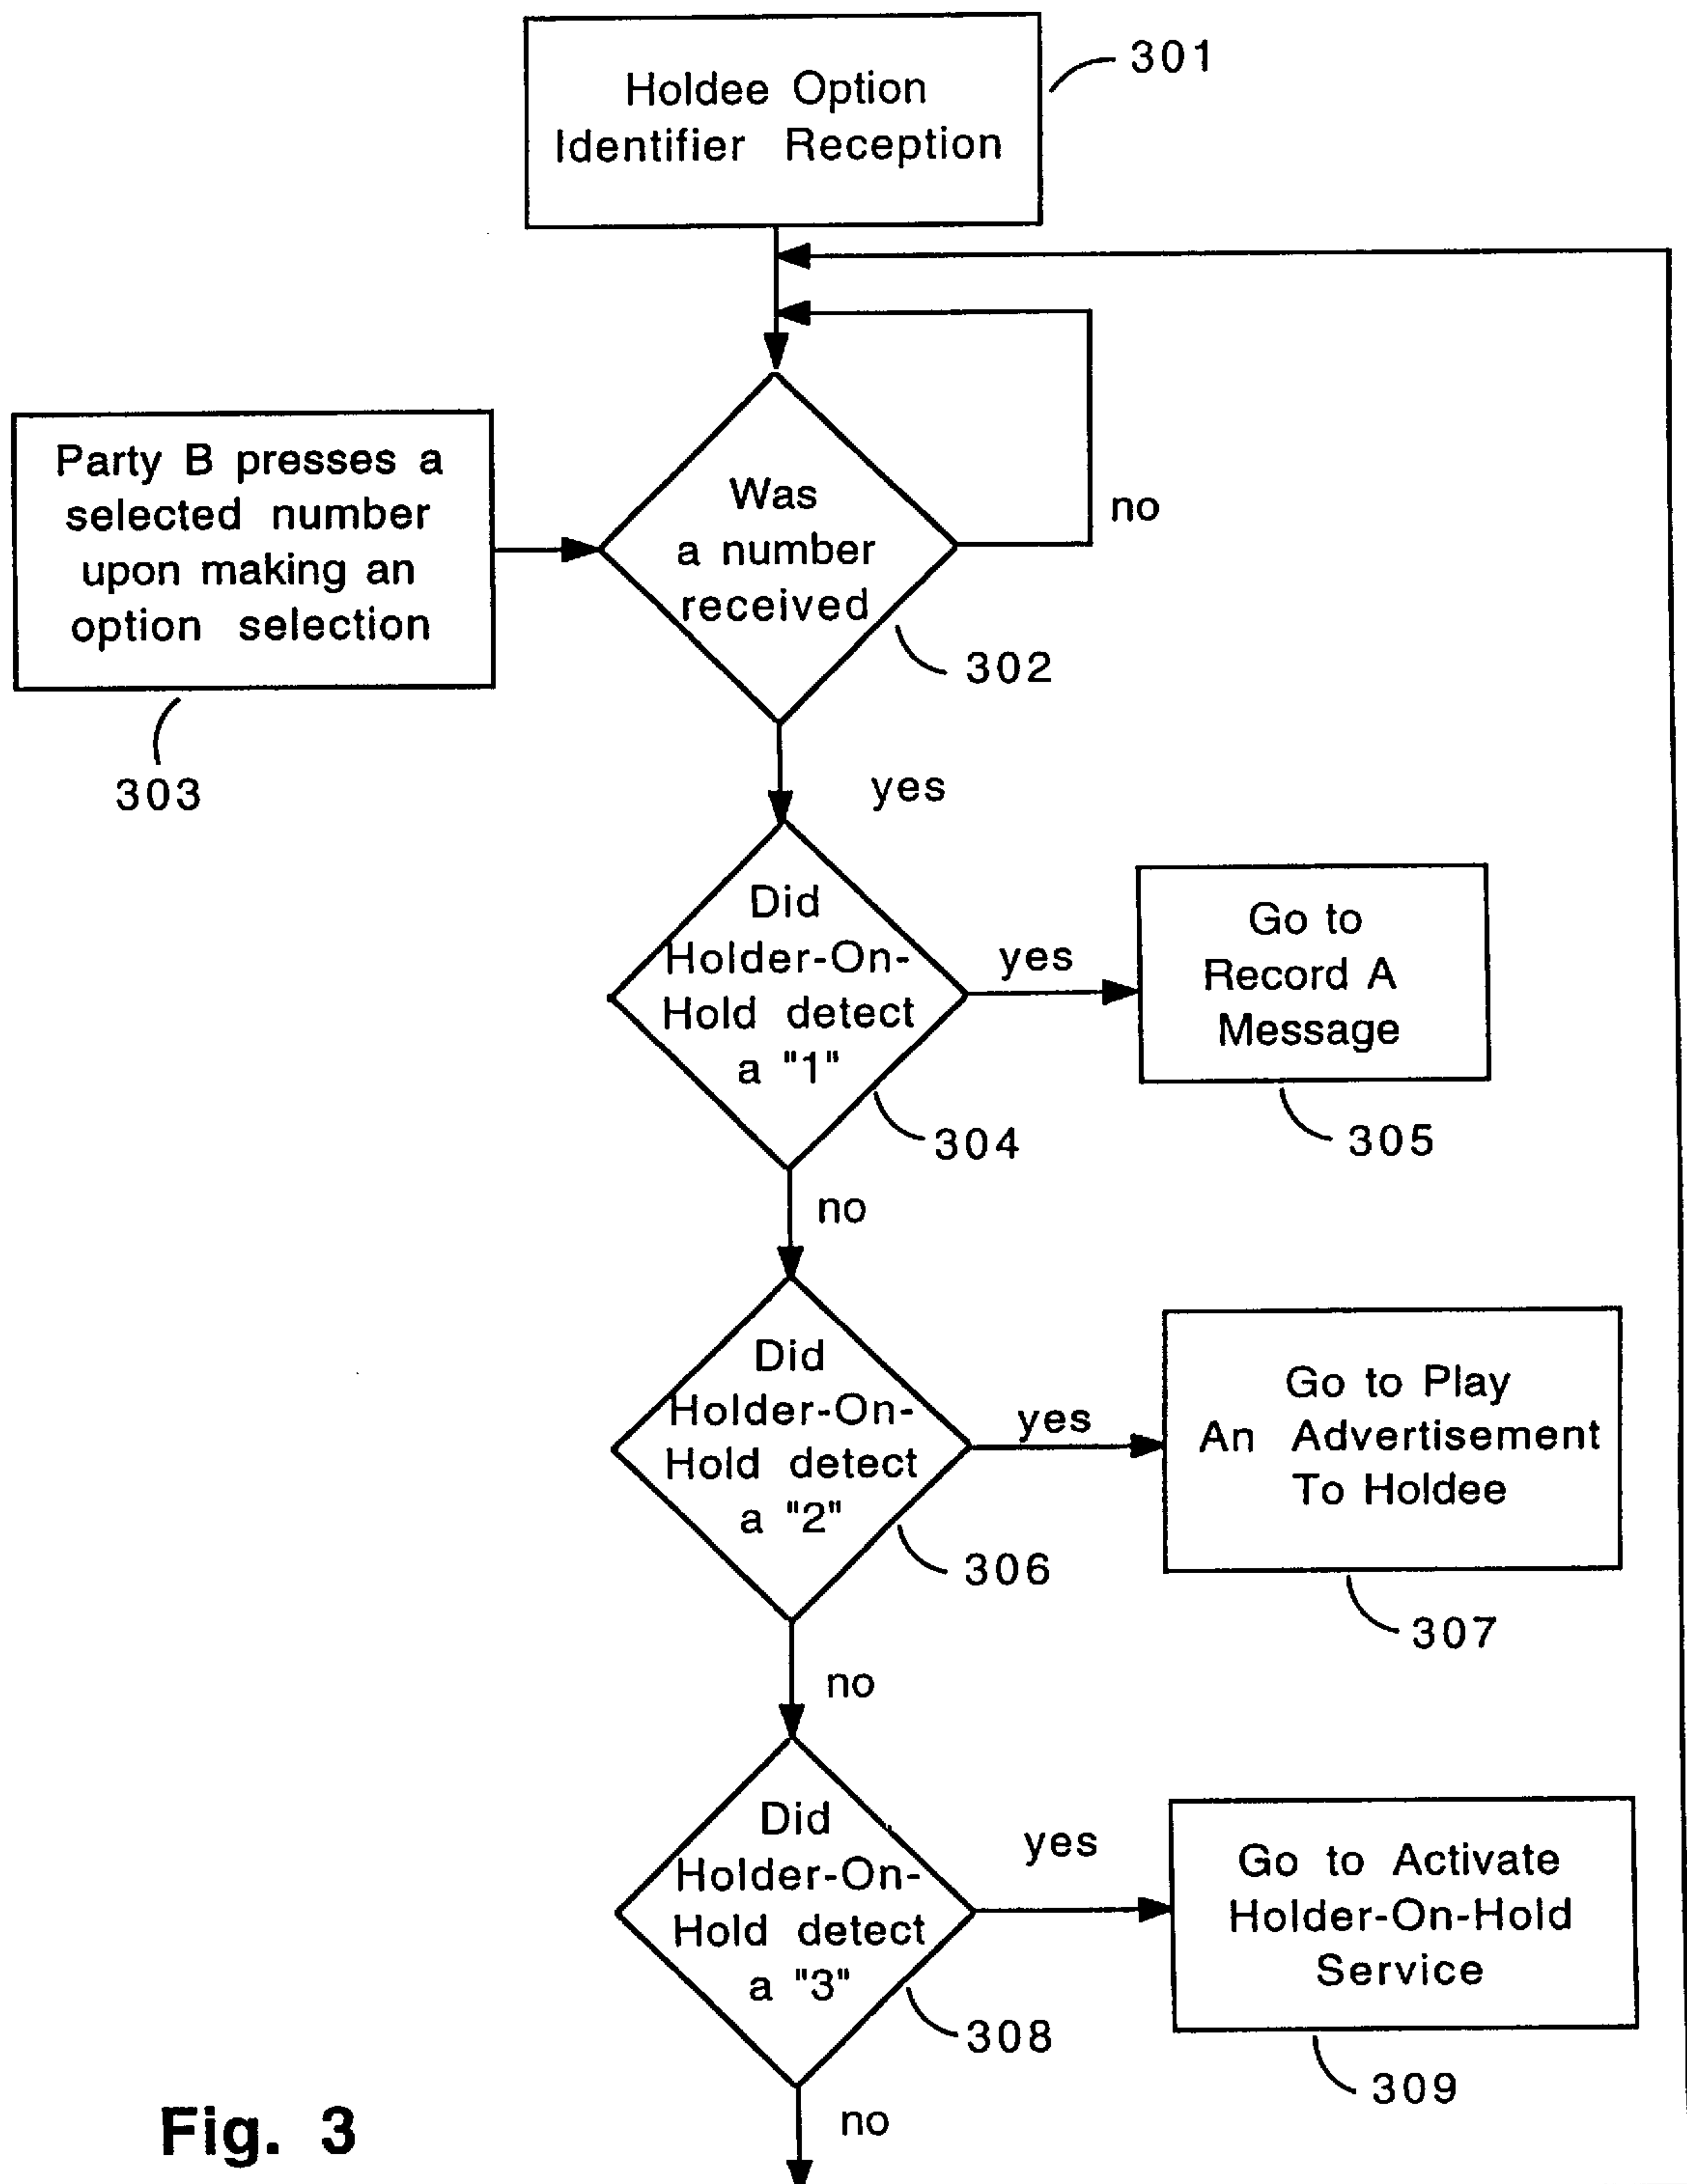 Holdee Option
Identifier Reception
301
Party B presses a
selected number
upon making an
option selection
303
Was
a number
received
no
302
yes
Did
Holder-On-
Hold detect
a "1"
yes
304
Go to
Record A
Message
305
no
Did
Holder-On-
Hold detect
a "2"
yes
306
Go to Play
An Advertisement
To Holdee
307
no
Did
Holder-On-
Hold detect
a "3"
yes
308
Go to Activate
Holder-On-Hold
Service
309
no
Fig. 3